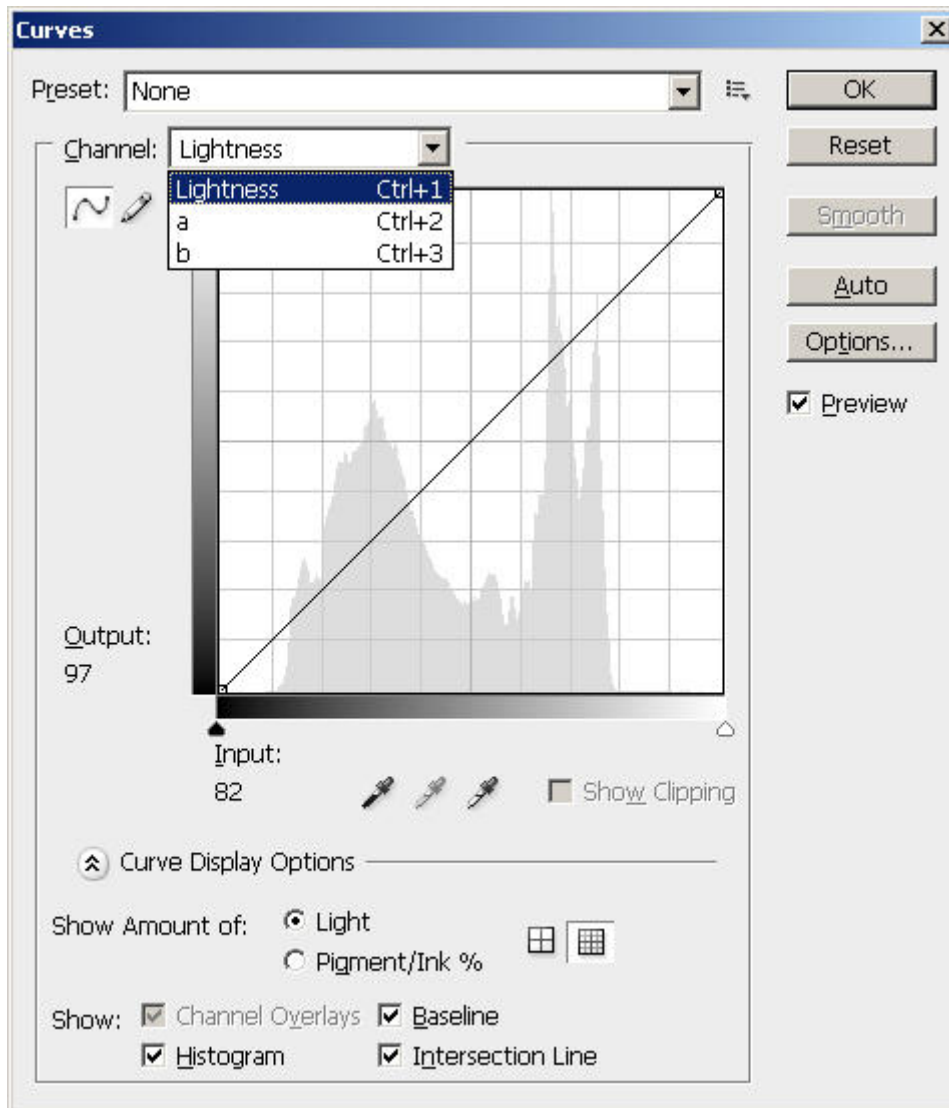 Curves
Preset: None
OK
Channel: Lightness
Reset
Lightness Ctrl+1
a Ctrl+2
b Ctrl+3
Smooth
Auto
Options...
Preview
Output:
97
Input:
82
Show Clipping
Curve Display Options
Show Amount of: Light
Pigment/Ink %
Show: Channel Overlays Baseline
Histogram Intersection Line